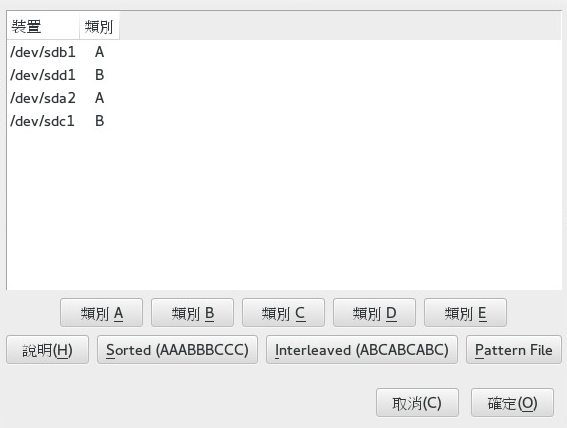 裝置 類別
/dev/sdb1 A
/dev/sdd1 B
/dev/sda2 A
/dev/sdc1 B
類別 A 類別 B 類別 C 類別 D 類別 E
說明(H) Sorted (AAABBBCCC) Interleaved (ABCABCABC) Pattern File
取消(C) 確定(O)